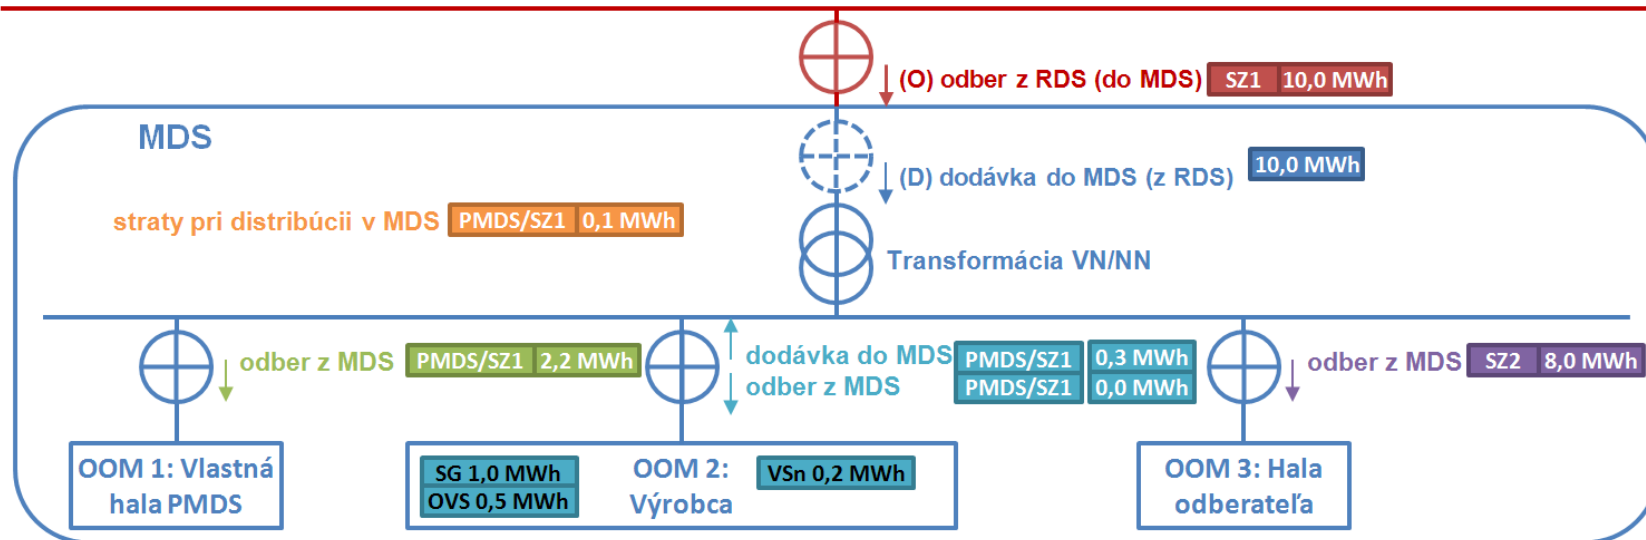 (O) odber z RDS (do MDS) SZ1 10,0 MWh
MDS
(D) dodávka do MDS (z RDS) 10,0 MWh
straty pri distribúcii v MDS PMDS/SZ1 0,1 MWh
Transformácia VN/NN
odber z MDS PMDS/SZ1 2,2 MWh
dodávka do MDS PMDS/SZ1 0,3 MWh
odber z MDS PMDS/SZ1 0,0 MWh
odber z MDS SZ2 8,0 MWh
OOM 1: Vlastná
hala PMDS
SG 1,0 MWh
OVS 0,5 MWh
OOM 2:
Výrobca
VSn 0,2 MWh
OOM 3: Hala
odberateľa